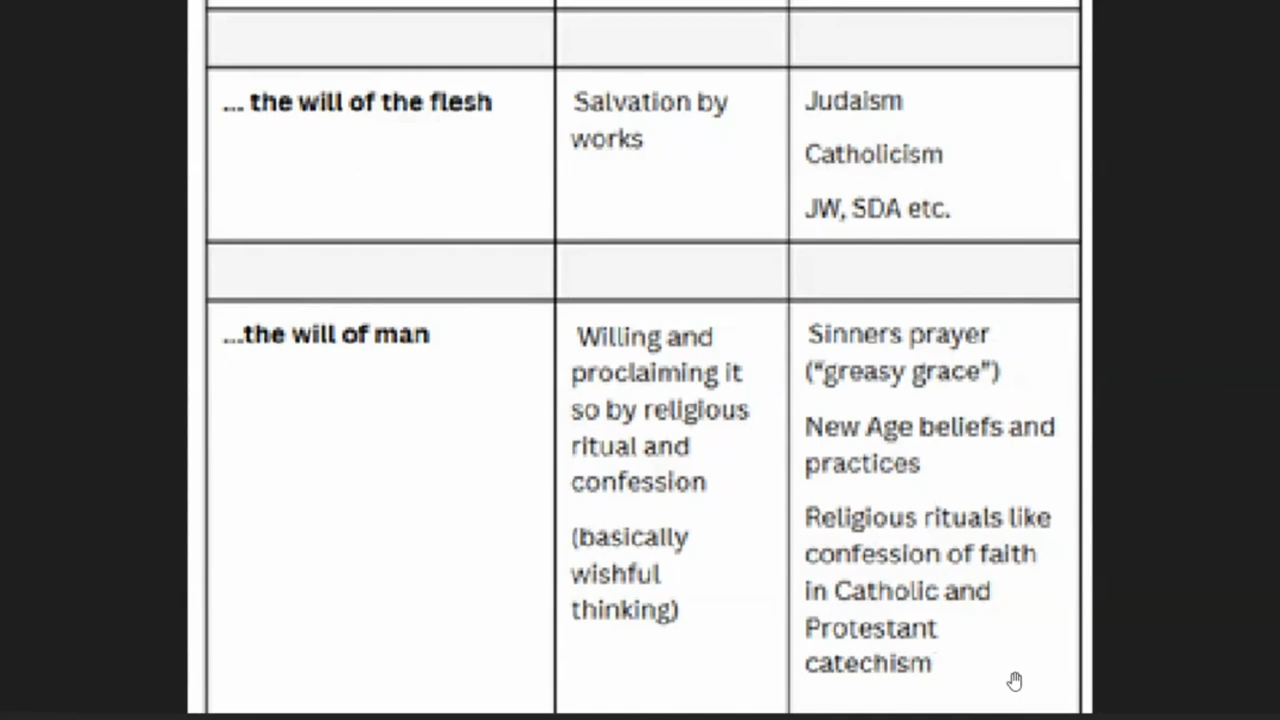 ... the will of the flesh
Salvation by
works
Judaism
Catholicism
JW, SDA etc.
...the will of man
Willing and
proclaiming it
so by religious
ritual and
confession
(basically
wishful
thinking)
Sinners prayer
(“greasy grace”)
New Age beliefs and
practices
Religious rituals like
confession of faith
in Catholic and
Protestant
catechism